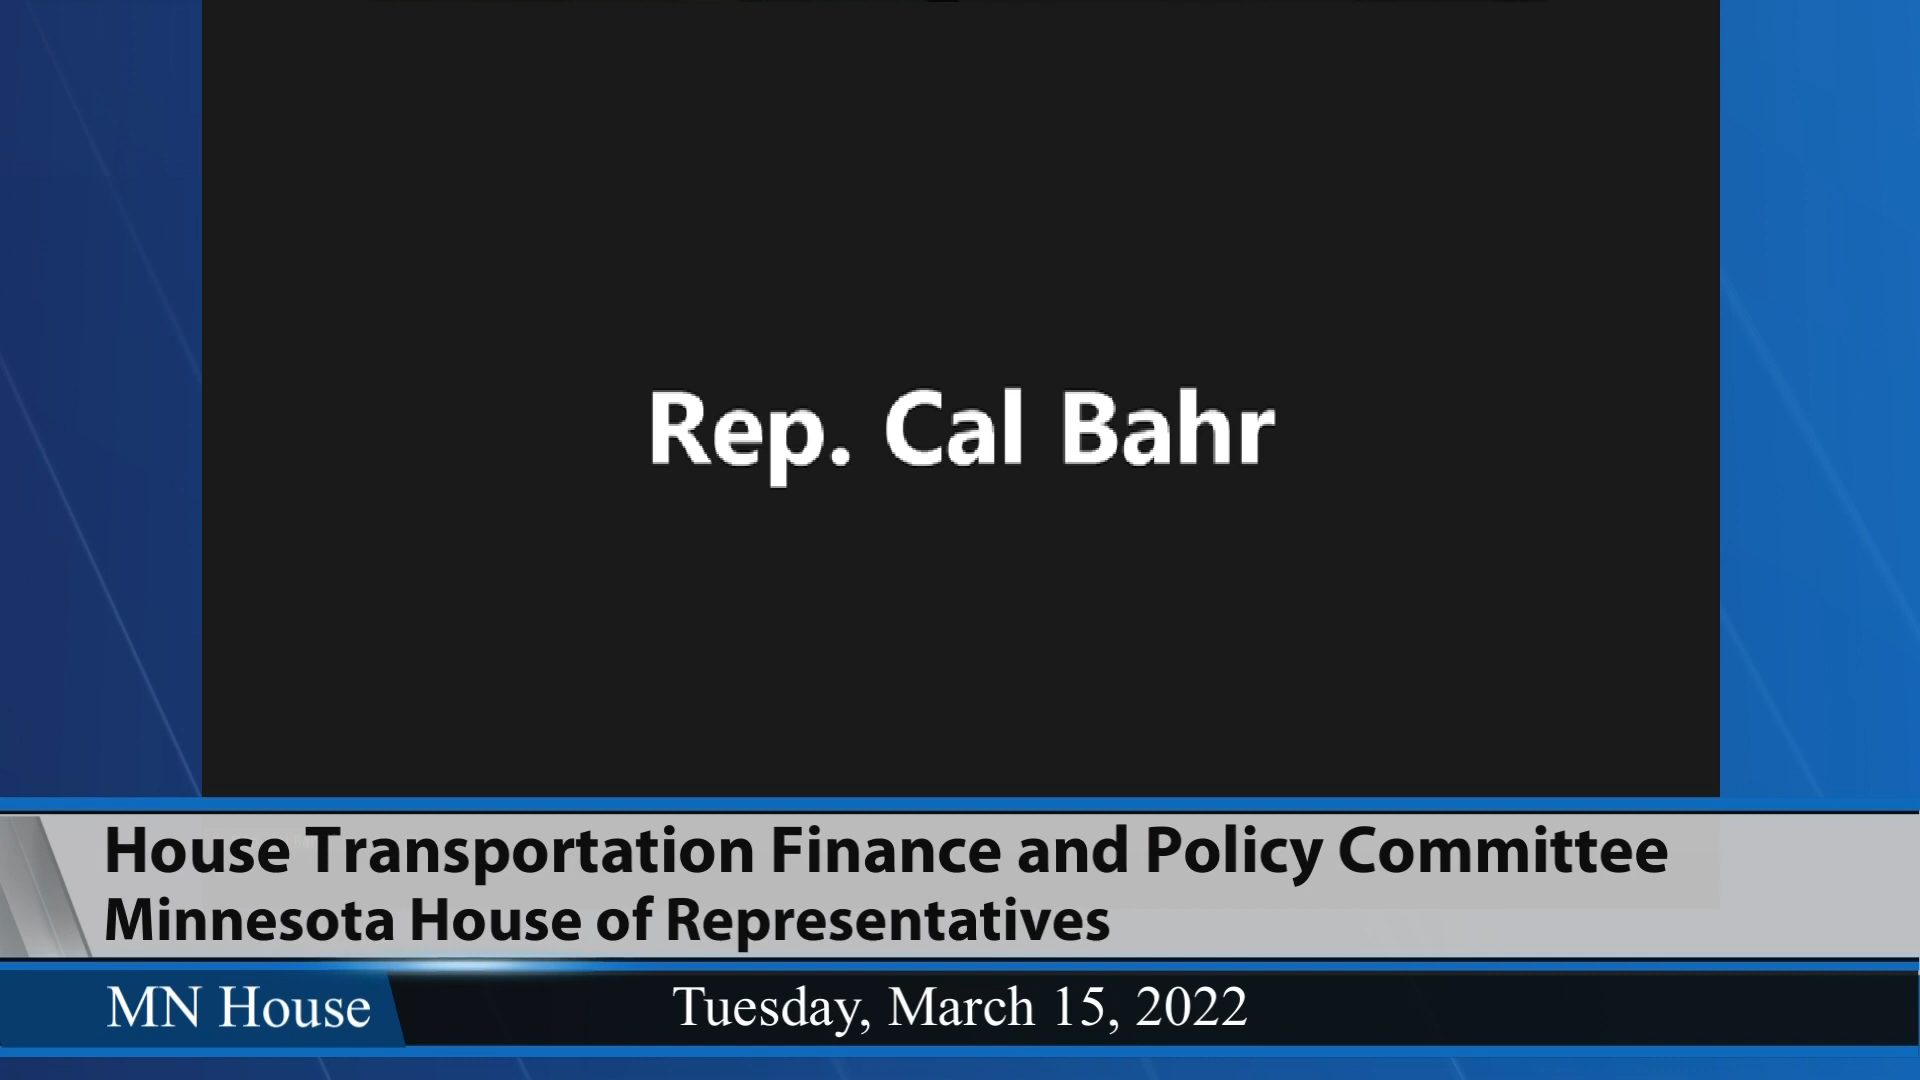 Rep. Cal Bahr
House Transportation Finance and Policy Committee
Minnesota House of Representatives
MN House
Tuesday, March 15, 2022